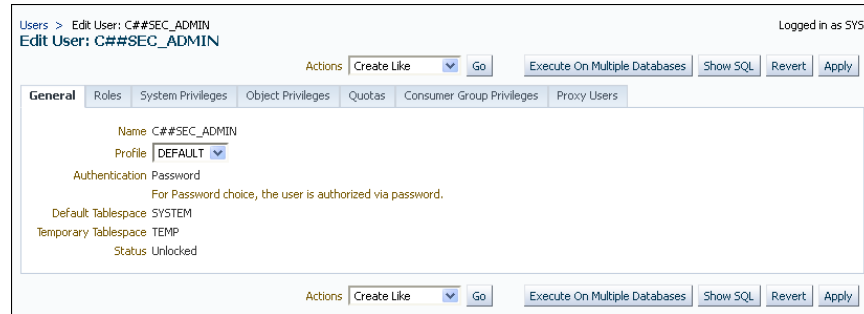 Users > Edit User: C##SEC_ADMIN Logged in as SYS
Edit User: C##SEC_ADMIN
Actions Create Like Go Execute On Multiple Databases Show SQL Revert Apply
General Roles System Privileges Object Privileges Quotas Consumer Group Privileges Proxy Users
Name C##SEC_ADMIN
Profile DEFAULT
Authentication Password
For Password choice, the user is authorized via password.
Default Tablespace SYSTEM
Temporary Tablespace TEMP
Status Unlocked
Actions Create Like Go Execute On Multiple Databases Show SQL Revert Apply